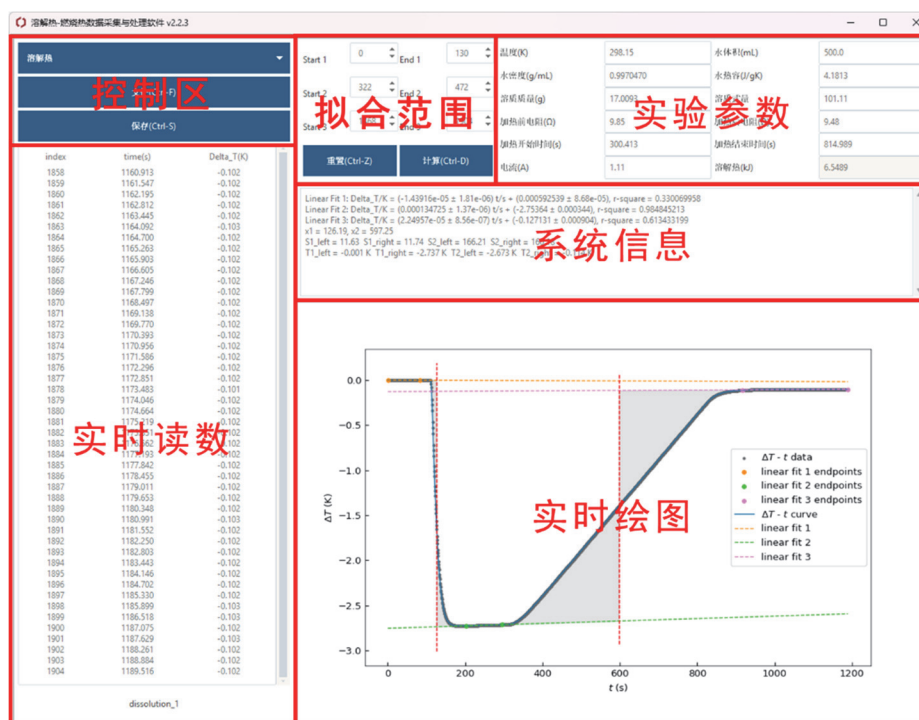 溶解热-燃烧热数据采集与处理软件 v2.2.3
溶解热
控制区
保存(Ctrl-S)
Start 1 0 End 1 130
Start 2 322 End 2 472
拟合范围
重置(Ctrl-Z) 计算(Ctrl-D)
温度(K) 298.15 水体积(mL) 500.0
水密度(g/mL) 0.9970470 水热容(J/gK) 4.1813
溶质质量(g) 17.0093 101.11
实验参数
加热前电阻(Ω) 9.85 9.48
加热开始时间(s) 300.413 加热结束时间(s) 814.989
电流(A) 1.11 溶解热(kJ) 6.5489
Linear Fit 1: Delta_T/K = (-1.43916e-05 ± 1.81e-06) t/s + (0.000592539 ± 8.68e-05), r-square = 0.330069958
Linear Fit 2: Delta_T/K = (0.000134725 ± 1.37e-06) t/s + (-2.75364 ± 0.000344), r-square = 0.984845213
Linear Fit 3: Delta_T/K = (2.24957e-05 ± 8.56e-07) t/s + (-0.127131 ± 0.000904), r-square = 0.613433199
x1 = 126.19, x2 = 597.25
S1_left = 11.63 S1_right = 11.74 S2_left = 166.21 S2_right =
T1_left = -0.001 K T1_right = -2.737 K T2_left = -2.673 K T2_right =
系统信息
index time(s) Delta_T(K)
1858 1160.913 -0.102
1859 1161.547 -0.102
1860 1162.195 -0.102
1861 1162.812 -0.102
1862 1163.445 -0.102
1863 1164.092 -0.103
1864 1164.700 -0.102
1865 1165.263 -0.102
1866 1165.903 -0.102
1867 1166.605 -0.102
1868 1167.246 -0.102
1869 1167.799 -0.102
1870 1168.497 -0.102
1871 1169.138 -0.102
1872 1169.770 -0.102
1873 1170.393 -0.102
1874 1170.956 -0.102
1875 1171.586 -0.102
1876 1172.296 -0.102
1877 1172.851 -0.102
1878 1173.483 -0.101
1879 1174.046 -0.102
1880 1174.664 -0.102
1881 -0.102
1882
1883
实时读数
1884 -0.102
1885 1177.842 -0.102
1886 1178.455 -0.102
1887 1179.011 -0.102
1888 1179.653 -0.102
1889 1180.348 -0.102
1890 1180.991 -0.103
1891 1181.552 -0.102
1892 1182.250 -0.102
1893 1182.803 -0.102
1894 1183.443 -0.102
1895 1184.146 -0.102
1896 1184.702 -0.102
1897 1185.330 -0.102
1898 1185.899 -0.103
1899 1186.518 -0.103
1900 1187.075 -0.102
1901 1187.629 -0.103
1902 1188.261 -0.102
1903 1188.884 -0.102
1904 1189.516 -0.102
dissolution_1
0.0
−0.5
−1.0
−1.5
−2.0
−2.5
−3.0
ΔT (K)
0 200 400 600 800 1000 1200
t (s)
实时绘图
ΔT - t data
linear fit 1 endpoints
linear fit 2 endpoints
linear fit 3 endpoints
ΔT - t curve
linear fit 1
linear fit 2
linear fit 3